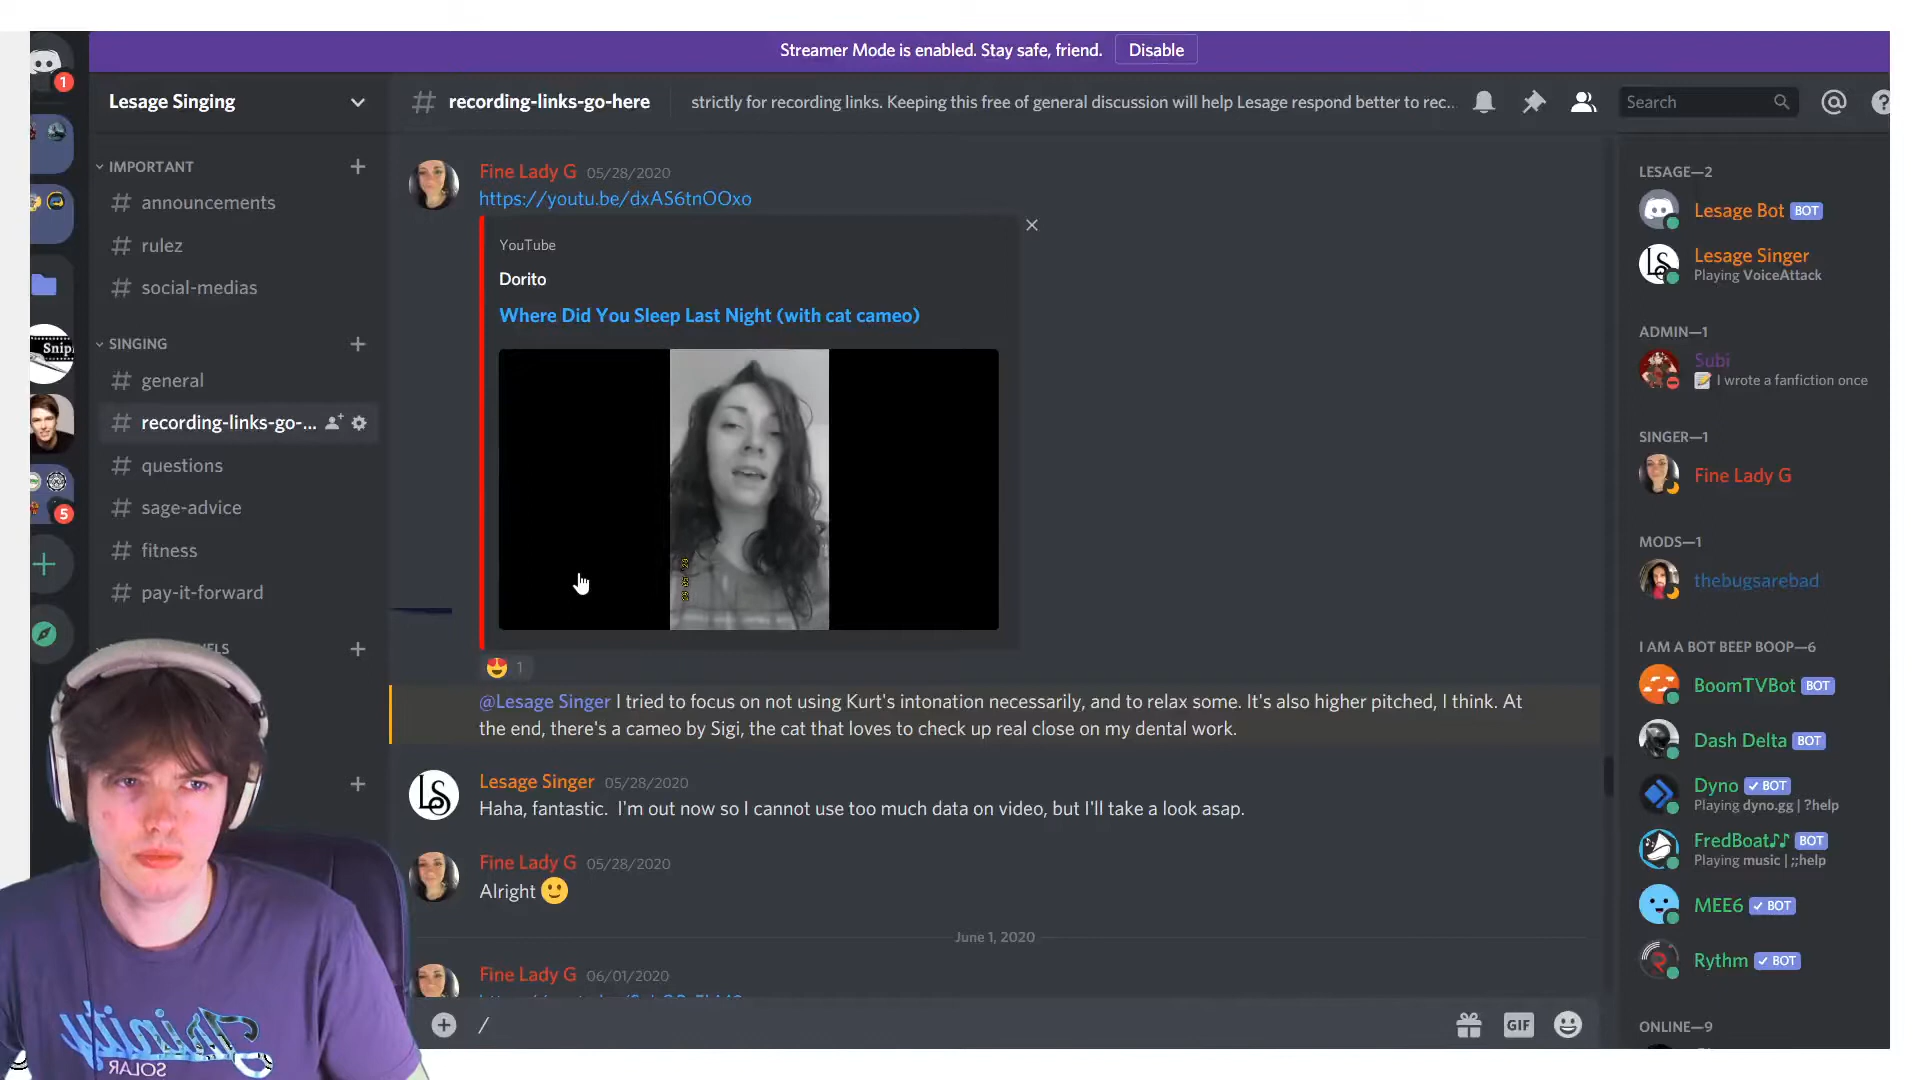 Streamer Mode is enabled. Stay safe, friend. Disable
1
Lesage Singing
IMPORTANT
announcements
rulez
social-medias
SINGING
general
recording-links-go-...
questions
sage-advice
fitness
pay-it-forward
Snip
5
SOLAR
# recording-links-go-here
strictly for recording links. Keeping this free of general discussion will help Lesage respond better to rec...
Search
Fine Lady G 05/28/2020
https://youtu.be/dxAS6tnOOxo
YouTube
Dorito
Where Did You Sleep Last Night (with cat cameo)
1
@Lesage Singer I tried to focus on not using Kurt's intonation necessarily, and to relax some. It's also higher pitched, I think. At
the end, there's a cameo by Sigi, the cat that loves to check up real close on my dental work.
LS
Lesage Singer 05/28/2020
Haha, fantastic. I'm out now so I cannot use too much data on video, but I'll take a look asap.
Fine Lady G 05/28/2020
Alright
June 1, 2020
Fine Lady G 06/01/2020
/
GIF
LESAGE—2
Lesage Bot BOT
LS
Lesage Singer
Playing VoiceAttack
ADMIN—1
Subi
I wrote a fanfiction once
SINGER—1
Fine Lady G
MODS—1
thebugsarebad
I AM A BOT BEEP BOOP—6
BoomTVBot BOT
Dash Delta BOT
Dyno BOT
Playing dyno.gg | ?help
FredBoat♪♪ BOT
Playing music | ;;help
MEE6 BOT
Rythm BOT
ONLINE—9